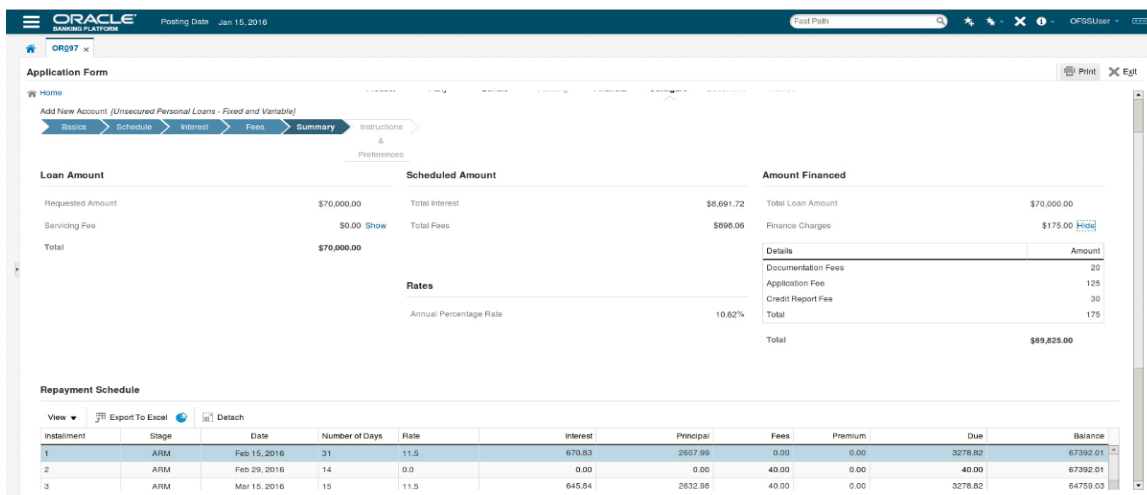 ORACLE
BANKING PLATFORM
Posting Date Jan 15, 2016
Fast Path
OFSSUser
OR097 ×
Application Form
Print Exit
Home
Add New Account [Unsecured Personal Loans - Fixed and Variable]
Basics Schedule Interest Fees Summary Instructions & Preferences
Loan Amount Scheduled Amount Amount Financed
Requested Amount $70,000.00 Total Interest $8,691.72 Total Loan Amount $70,000.00
Servicing Fee $0.00 Show Total Fees $898.06 Finance Charges $175.00 Hide
Total $70,000.00
Details Amount
Documentation Fees 20
Application Fee 125
Credit Report Fee 30
Total 175
Rates
Annual Percentage Rate 10.62%
Total $69,825.00
Repayment Schedule
View Export To Excel Detach
Installment Stage Date Number of Days Rate Interest Principal Fees Premium Due Balance
1 ARM Feb 15, 2016 31 11.5 670.83 2607.99 0.00 0.00 3278.82 67392.01
2 ARM Feb 29, 2016 14 0.0 0.00 0.00 40.00 0.00 40.00 67392.01
3 ARM Mar 15, 2016 15 11.5 645.84 2632.98 40.00 0.00 3278.82 64759.03